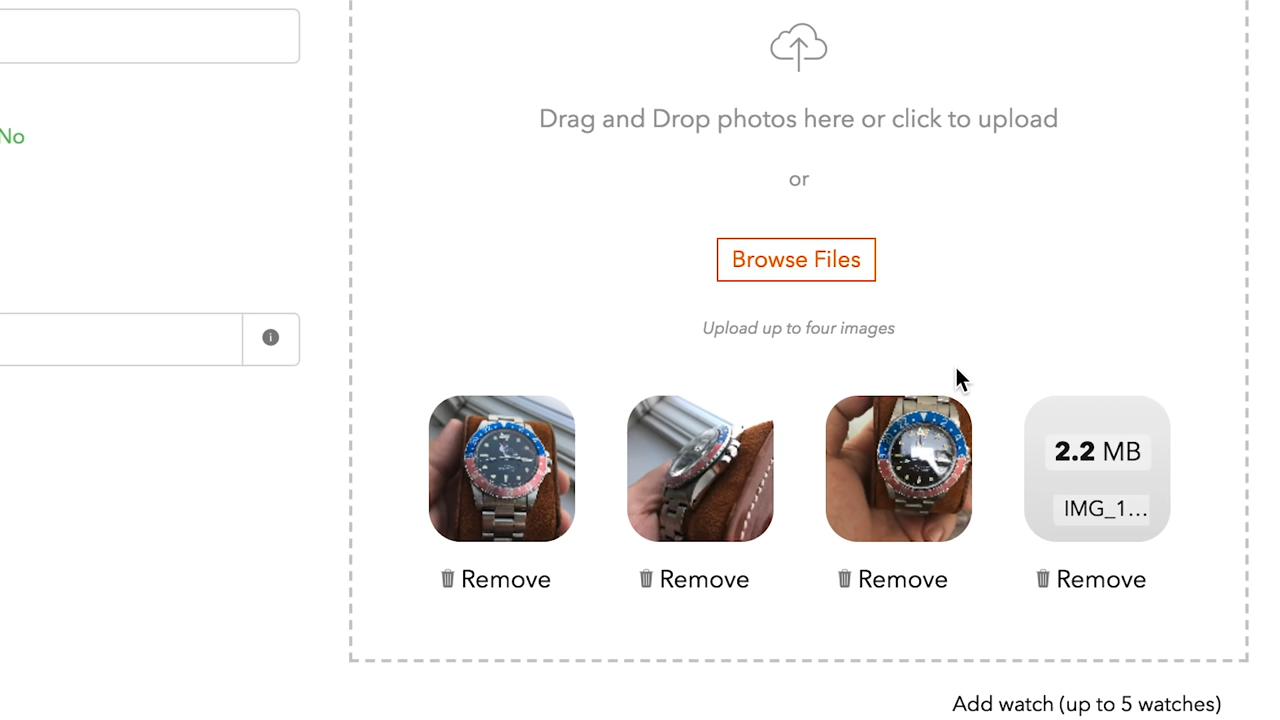 No
Drag and Drop photos here or click to upload
or
Browse Files
Upload up to four images
2.2 MB
IMG_1...
Remove
Remove
Remove
Remove
Add watch (up to 5 watches)